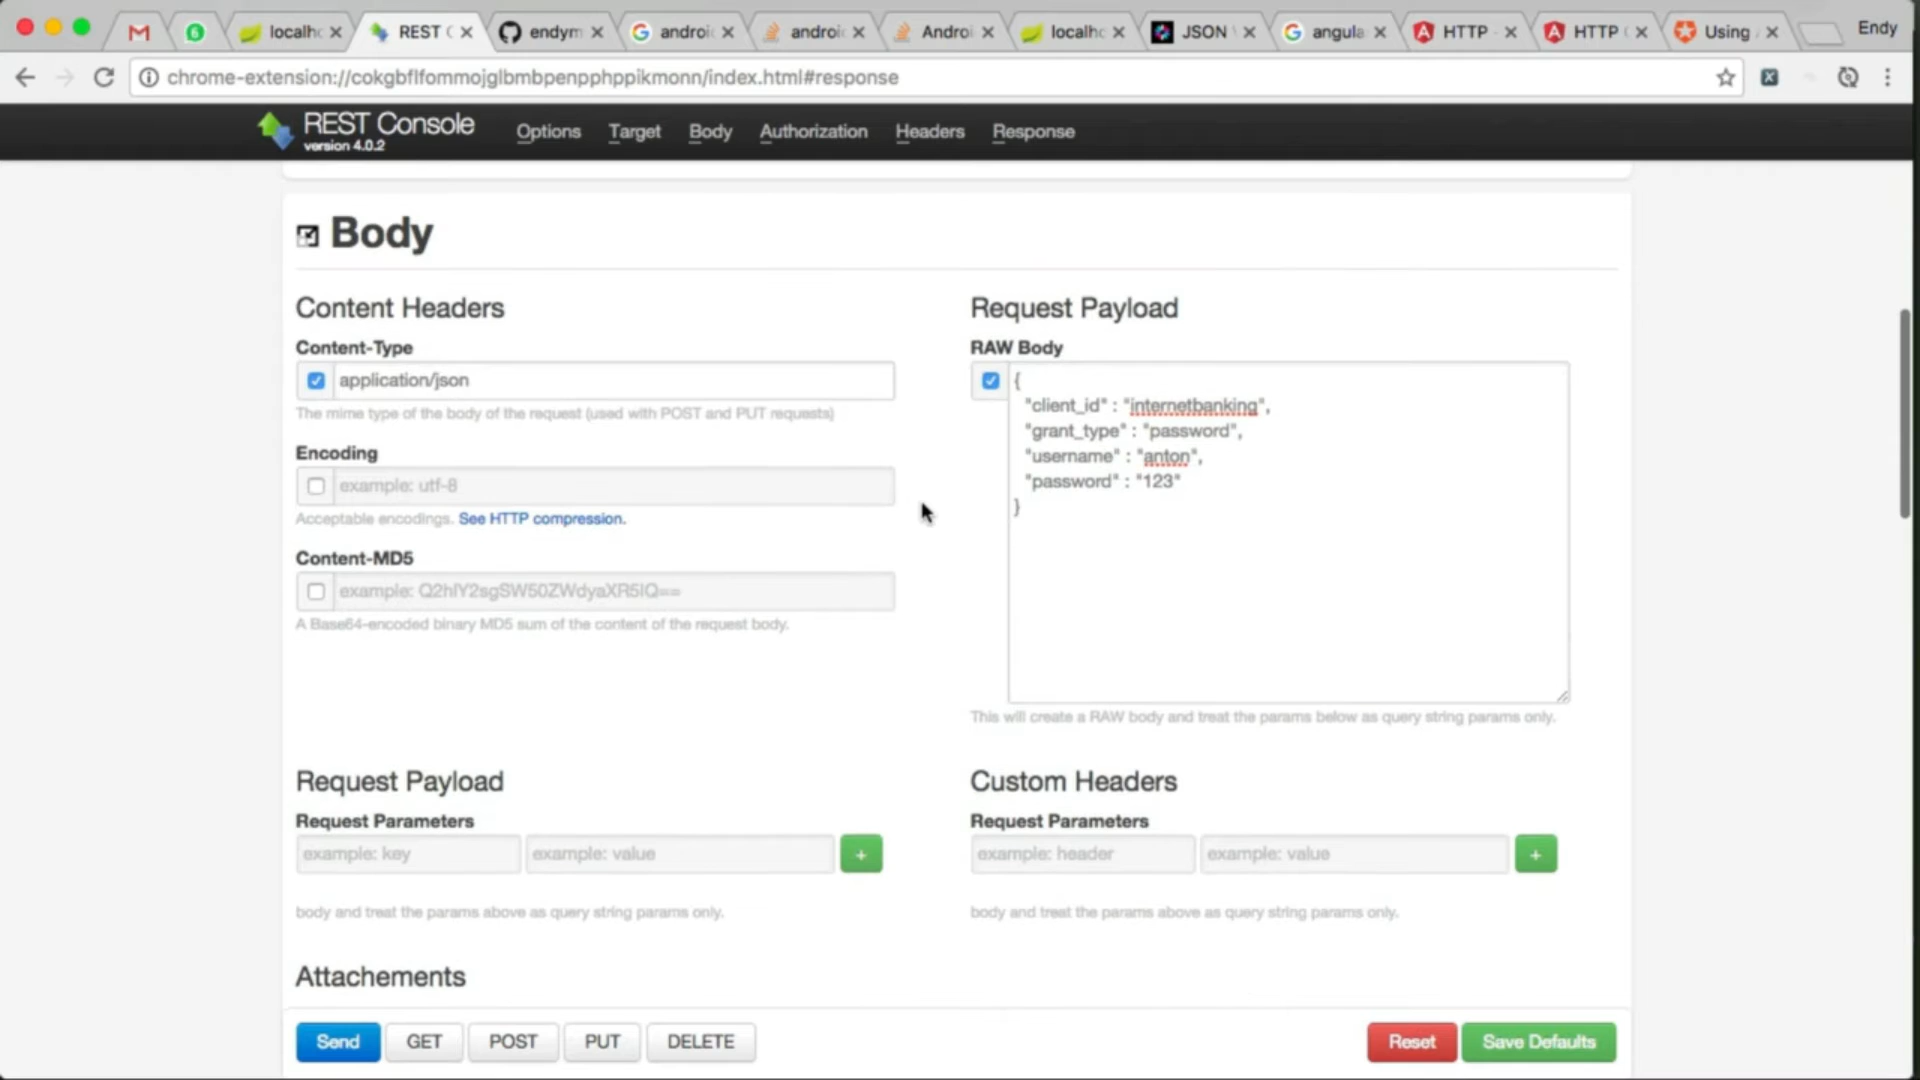 localhc
REST C
endym
androic
androic
Androi
localhc
JSON
angula
HTTP
HTTP (
Using
Endy
chrome-extension://cokgbflfommojglbmbpenpphppikmonn/index.html#response
REST Console
version 4.0.2
Options Target Body Authorization Headers Response
Body
Content Headers
Content-Type
application/json
The mime type of the body of the request (used with POST and PUT requests)
Encoding
example: utf-8
Acceptable encodings. See HTTP compression.
Content-MD5
example: Q2hlY2sgSW50ZWdyaXR5IQ==
A Base64-encoded binary MD5 sum of the content of the request body.
Request Payload
RAW Body
{
"client_id" : "internetbanking",
"grant_type" : "password",
"username" : "anton",
"password" : "123"
}
This will create a RAW body and treat the params below as query string params only.
Request Payload
Request Parameters
example: key example: value +
body and treat the params above as query string params only.
Custom Headers
Request Parameters
example: header example: value +
body and treat the params above as query string params only.
Attachements
Send GET POST PUT DELETE Reset Save Defaults